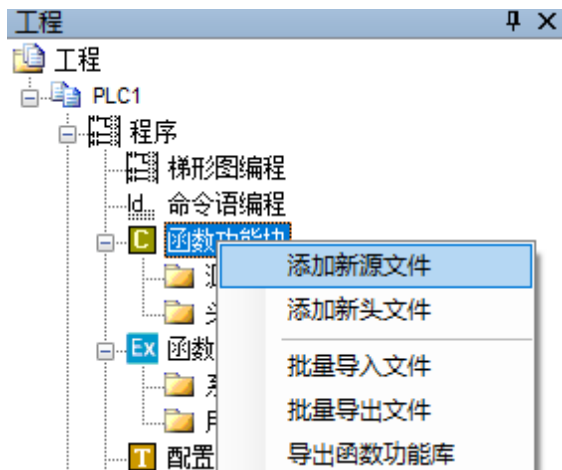 工程
工程
PLC1
程序
梯形图编程
ld... 命令语编程
C 函数功能块
添加新源文件
添加新头文件
Ex 函数
批量导入文件
批量导出文件
T 配置
导出函数功能库